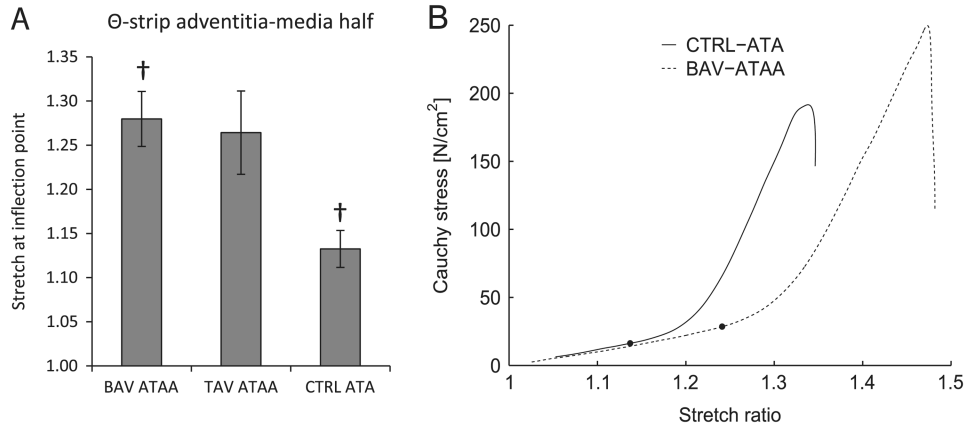 A
Θ-strip adventitia-media half
Stretch at inflection point
1.35
1.30
1.25
1.20
1.15
1.10
1.05
1.00
†
†
BAV ATAA
TAV ATAA
CTRL ATA
B
Cauchy stress [N/cm²]
250
200
150
100
50
0
CTRL−ATA
BAV−ATAA
1
1.1
1.2
1.3
1.4
1.5
Stretch ratio